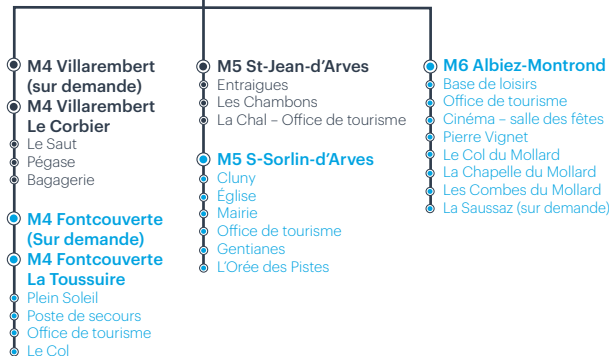 M4 Villarembert
(sur demande)
M4 Villarembert
Le Corbier
Le Saut
Pégase
Bagagerie
M4 Fontcouverte
(Sur demande)
M4 Fontcouverte
La Toussuire
Plein Soleil
Poste de secours
Office de tourisme
Le Col
M5 St-Jean-d'Arves
Entraigues
Les Chambons
La Chal – Office de tourisme
M5 S-Sorlin-d'Arves
Cluny
Église
Mairie
Office de tourisme
Gentianes
L'Orée des Pistes
M6 Albiez-Montrond
Base de loisirs
Office de tourisme
Cinéma – salle des fêtes
Pierre Vignet
Le Col du Mollard
La Chapelle du Mollard
Les Combes du Mollard
La Saussaz (sur demande)